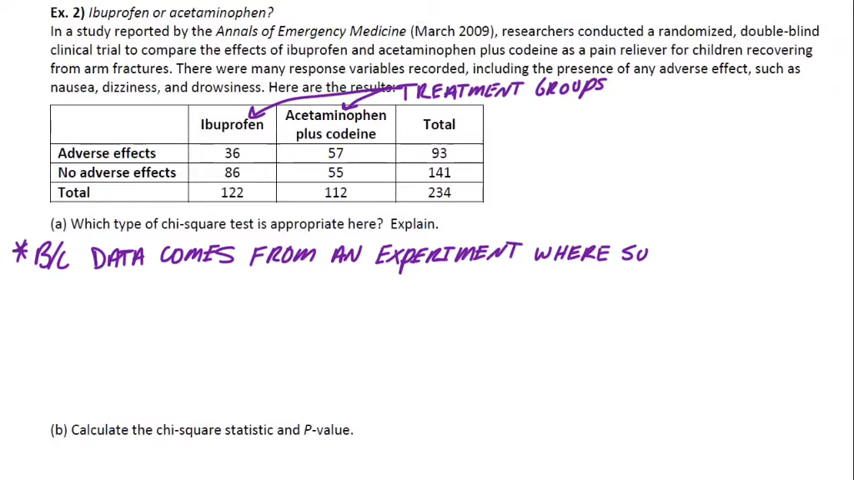 Ex. 2) Ibuprofen or acetaminophen?
In a study reported by the Annals of Emergency Medicine (March 2009), researchers conducted a randomized, double-blind
clinical trial to compare the effects of ibuprofen and acetaminophen plus codeine as a pain reliever for children recovering
from arm fractures. There were many response variables recorded, including the presence of any adverse effect, such as
nausea, dizziness, and drowsiness. Here are the results:
TREATMENT GROUPS
Ibuprofen Acetaminophen plus codeine Total
Adverse effects 36 57 93
No adverse effects 86 55 141
Total 122 112 234
(a) Which type of chi-square test is appropriate here? Explain.
* B/C DATA COMES FROM AN EXPERIMENT WHERE SU
(b) Calculate the chi-square statistic and P-value.